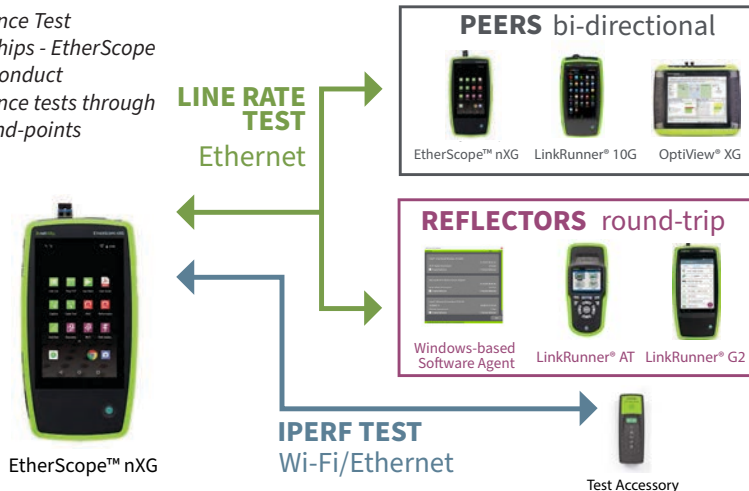 nce Test
hips - EtherScope
onduct
nce tests through
nd-points
LINE RATE
TEST
Ethernet
PEERS bi-directional
EtherScope™ nXG
LinkRunner® 10G
OptiView® XG
REFLECTORS round-trip
Windows-based
Software Agent
LinkRunner® AT
LinkRunner® G2
IPERF TEST
Wi-Fi/Ethernet
EtherScope™ nXG
Test Accessory